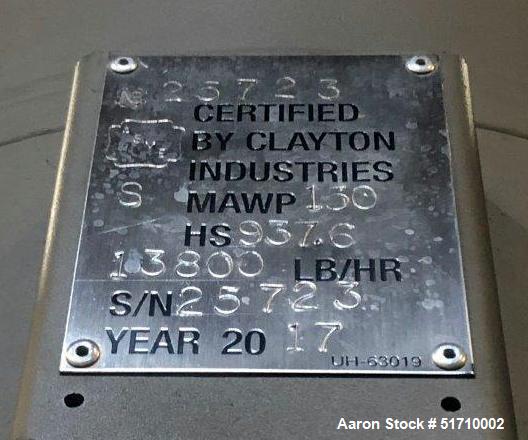 25723
CERTIFIED
BY CLAYTON
INDUSTRIES
S MAWP 130
HS 937.6
13800 LB/HR
S/N 25723
YEAR 20 17
UH-63019
Aaron Stock # 51710002